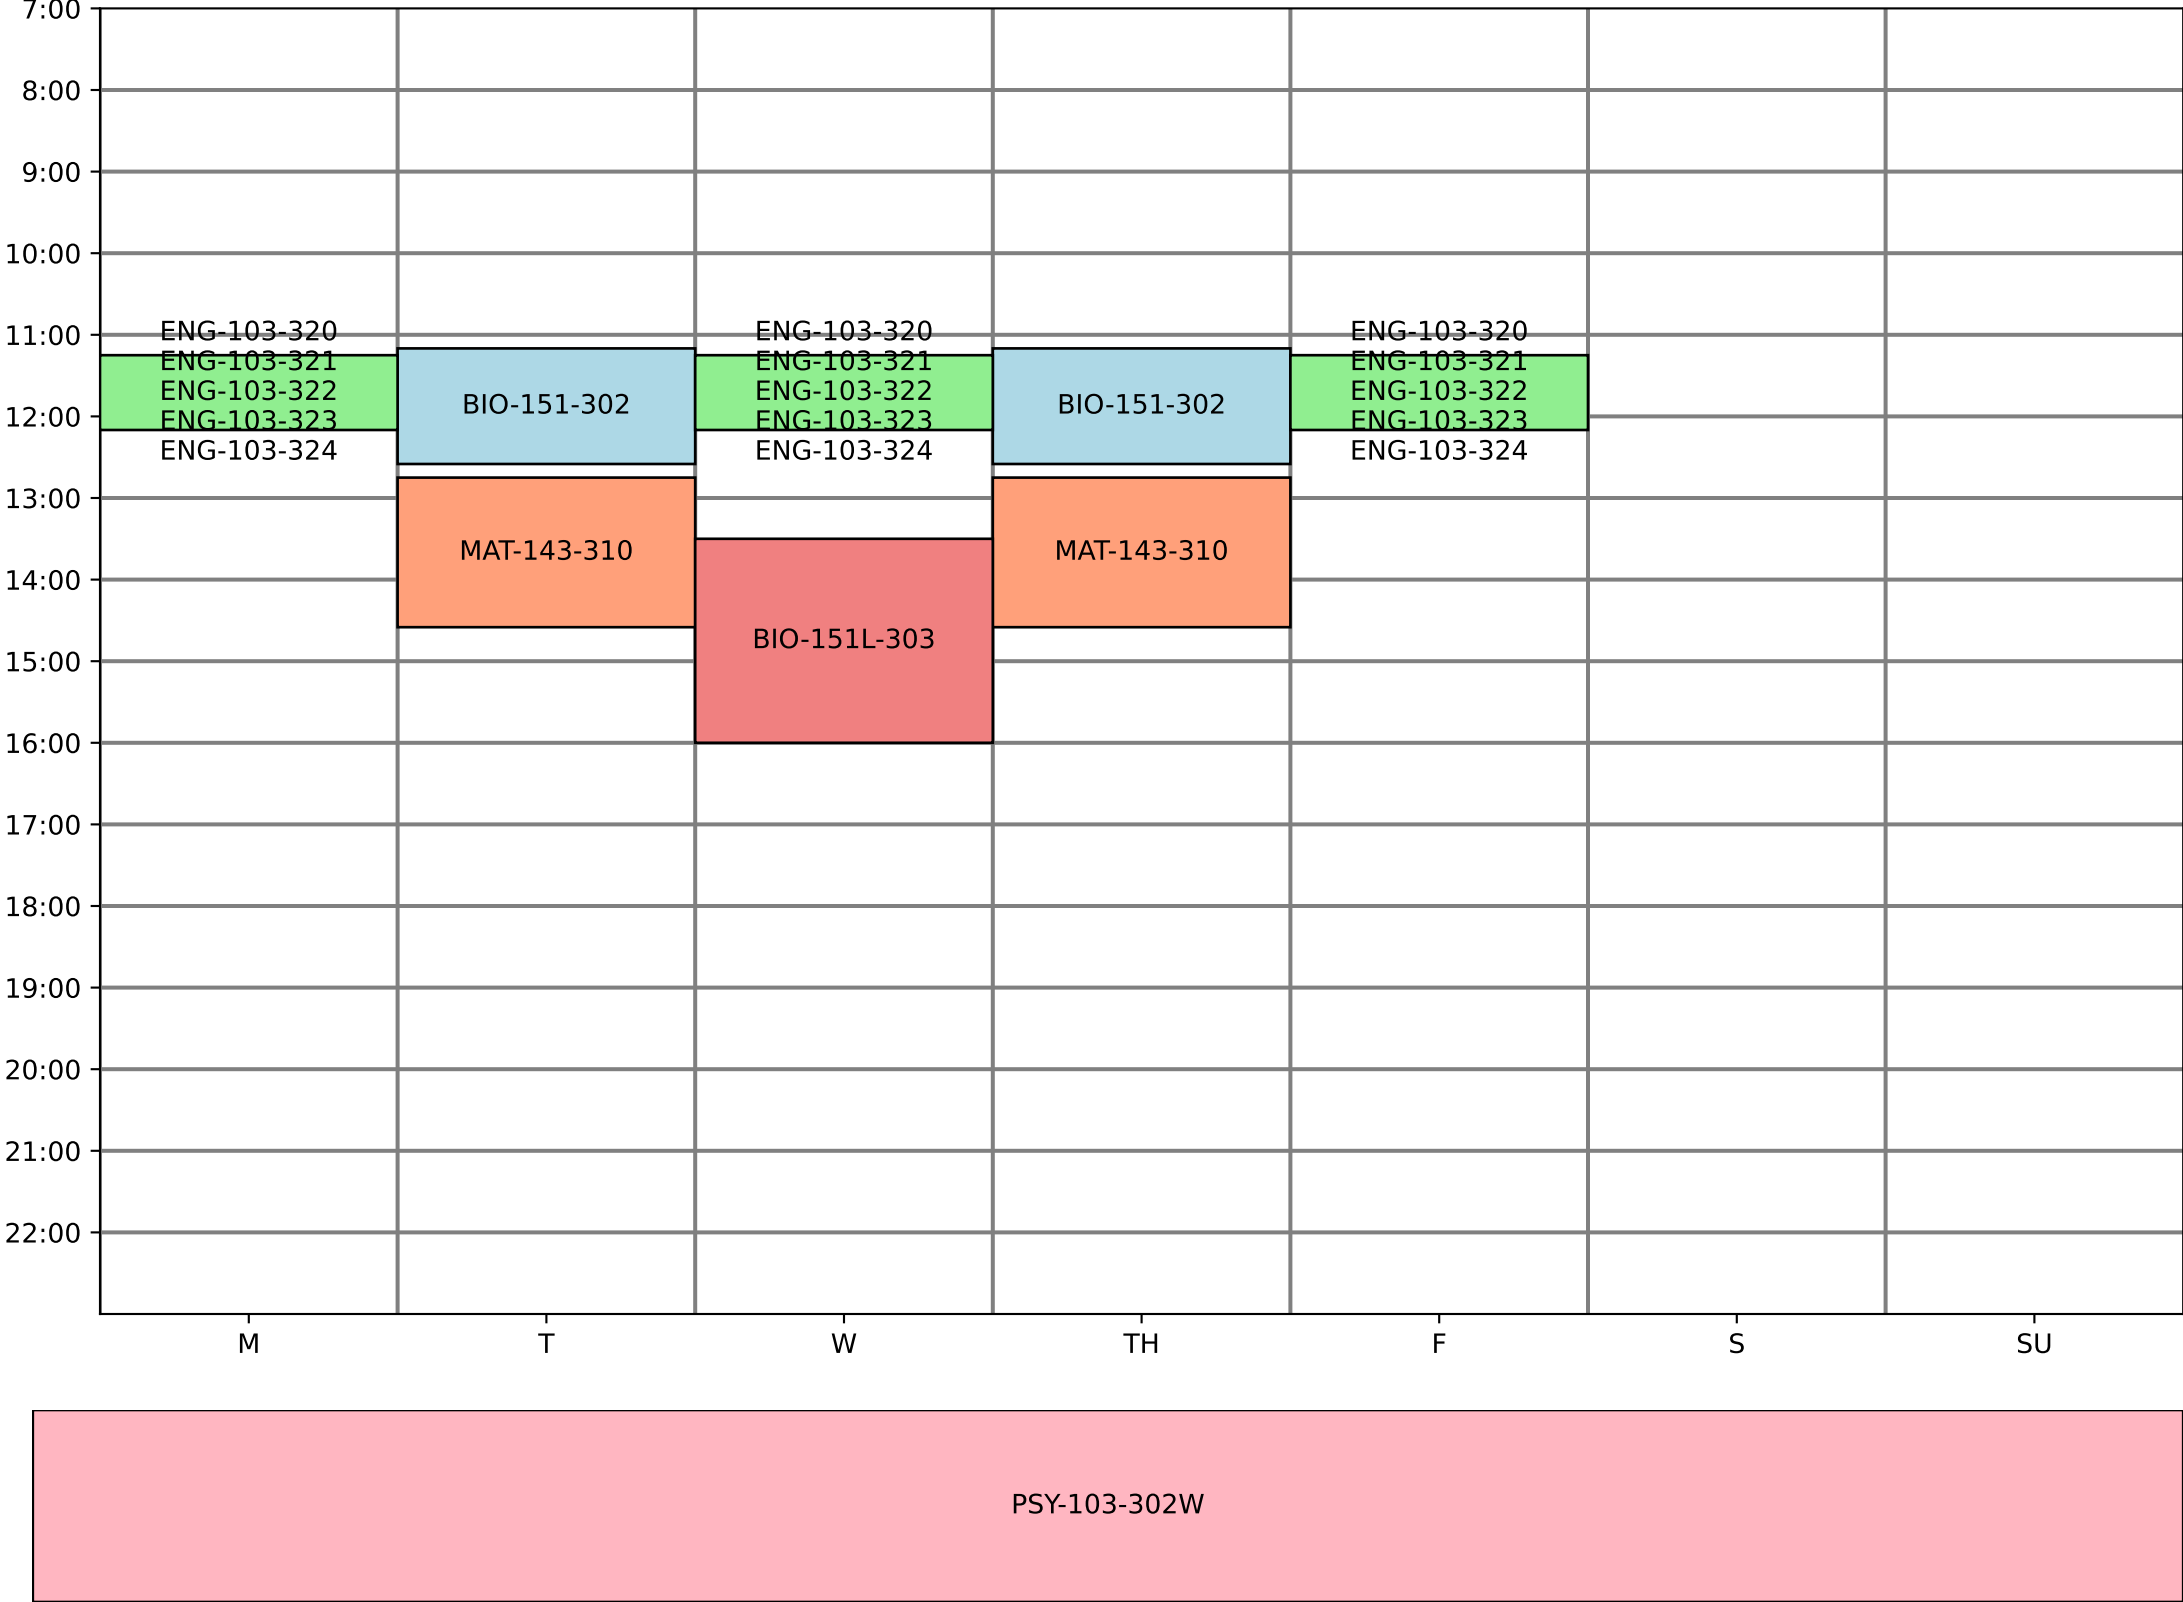 7:00
8:00
9:00
10:00
11:00
12:00
13:00
14:00
15:00
16:00
17:00
18:00
19:00
20:00
21:00
22:00
ENG-103-320
ENG-103-321
ENG-103-322
ENG-103-323
ENG-103-324
BIO-151-302
MAT-143-310
ENG-103-320
ENG-103-321
ENG-103-322
ENG-103-323
ENG-103-324
BIO-151L-303
BIO-151-302
MAT-143-310
ENG-103-320
ENG-103-321
ENG-103-322
ENG-103-323
ENG-103-324
M T W TH F S SU
PSY-103-302W